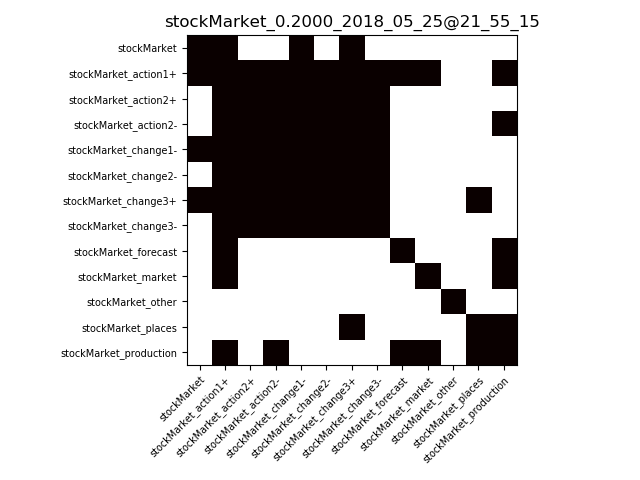 stockMarket_0.2000_2018_05_25@21_55_15
stockMarket
stockMarket_action1+
stockMarket_action2+
stockMarket_action2-
stockMarket_change1-
stockMarket_change2-
stockMarket_change3+
stockMarket_change3-
stockMarket_forecast
stockMarket_market
stockMarket_other
stockMarket_places
stockMarket_production
stockMarket
stockMarket_action1+
stockMarket_action2+
stockMarket_action2-
stockMarket_change1-
stockMarket_change2-
stockMarket_change3+
stockMarket_change3-
stockMarket_forecast
stockMarket_market
stockMarket_other
stockMarket_places
stockMarket_production